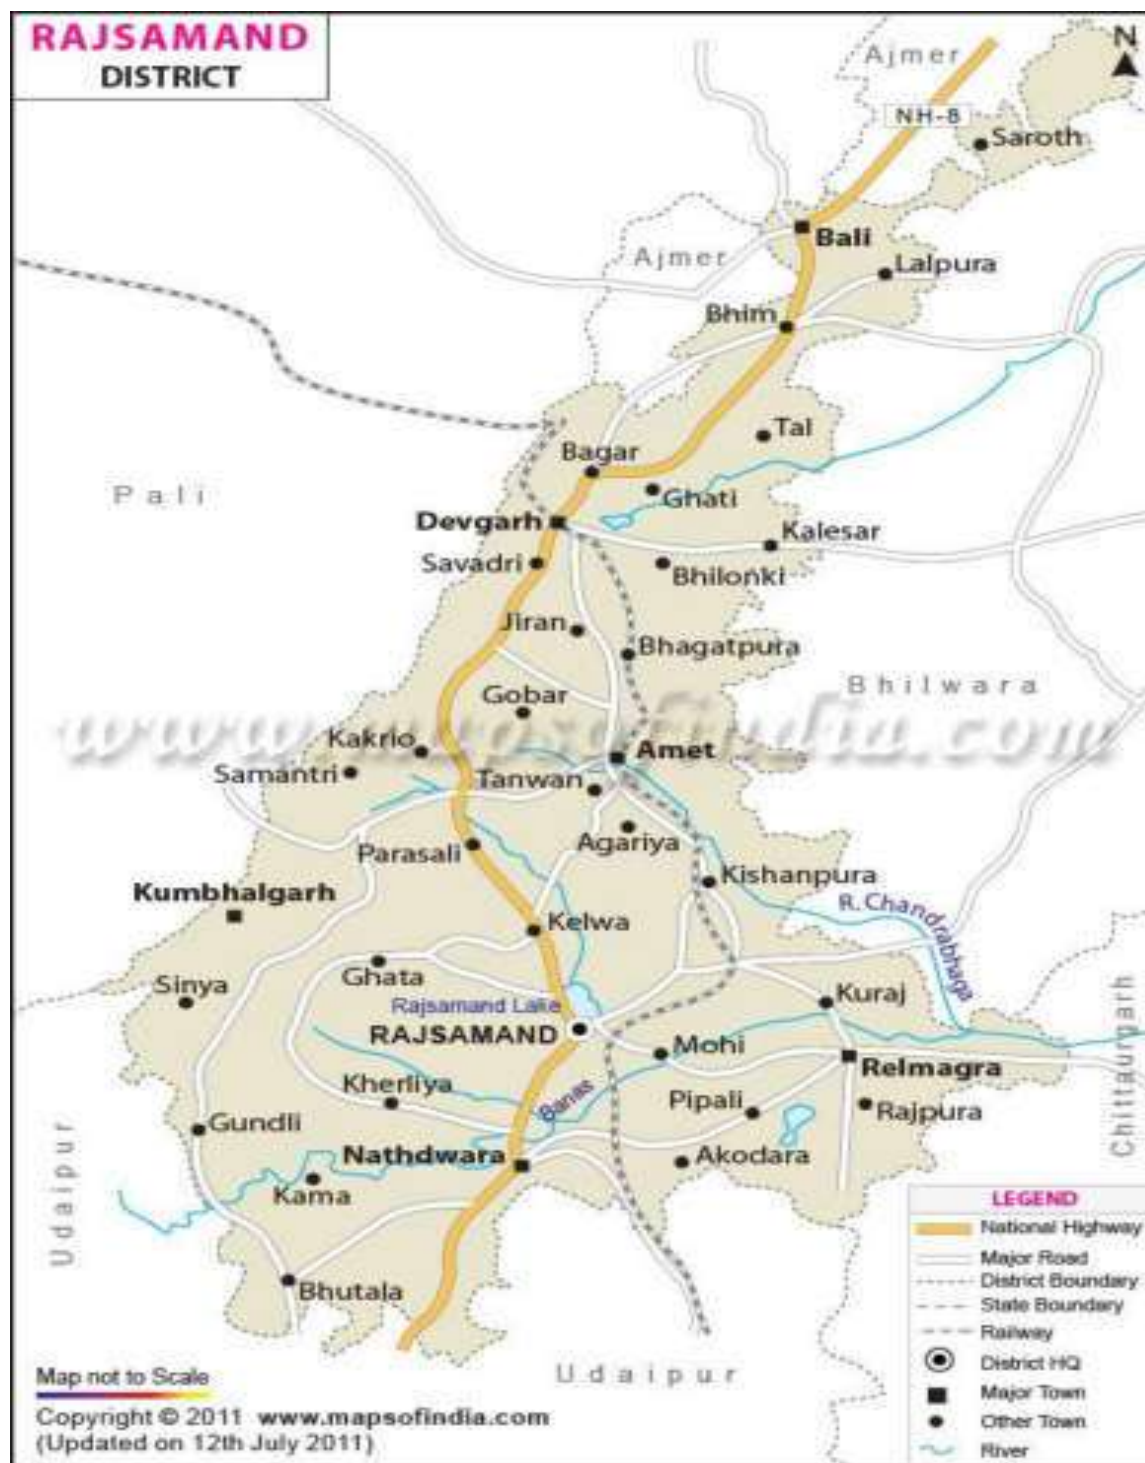 RAJSAMAND
DISTRICT
N
Ajmer
NH-8
Saroth
Bali
Ajmer
Lalpura
Bhim
Tal
Bagar
Pali
Ghati
Devgarh
Kalesar
Savadri
Bhilonki
Jiran
Bhagatpura
Bhilwara
Gobar
www.mapsofindia.com
Kakrio
Amet
Samantri
Tanwan
Agariya
Parasali
Kishanpura
Kumbhalgarh
R. Chandrabhaga
Kelwa
Ghata
Sinya
Rajsamand Lake
Kuraj
RAJSAMAND
Mohi
Relmagra
Chittaurgarh
Kherliya
Banas
Pipali
Rajpura
Gundli
Nathdwara
Akodara
Kama
Udaipur
Bhutala
Udaipur
LEGEND
National Highway
Major Road
District Boundary
State Boundary
Railway
District HQ
Major Town
Other Town
River
Map not to Scale
Copyright © 2011 www.mapsofindia.com
(Updated on 12th July 2011)